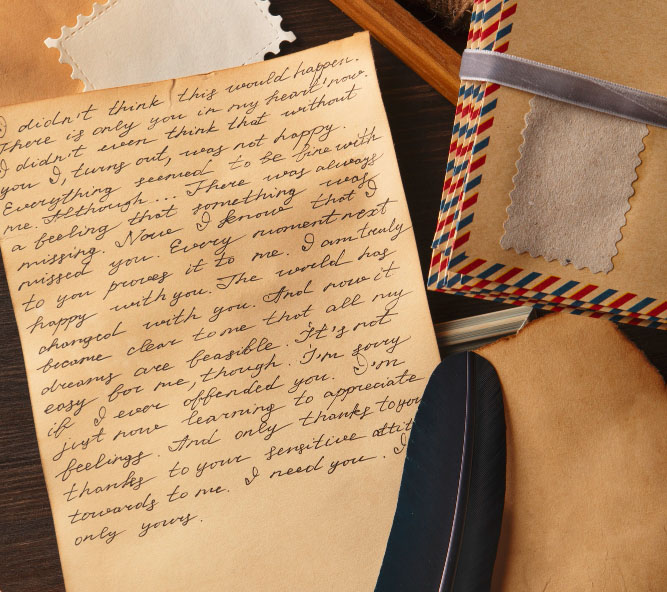 I didn't think this would happen.
There is only you in my heart now.
I didn't even think that without
you I, turns out, was not happy.
Everything seemed to be fine with
me. Although... There was always
a feeling that something was
missing. Now I know that I
missed you. Every moment next
to you proves it to me. I am truly
happy with you. The world has
changed with you. And now it
became clear to me that all my
dreams are feasible. It's not
easy for me, though. I'm sorry
if I ever offended you. I'm
just now learning to appreciate
feelings. And only thanks to you
thanks to your sensitive attit
towards to me. I need you. I
only yours.